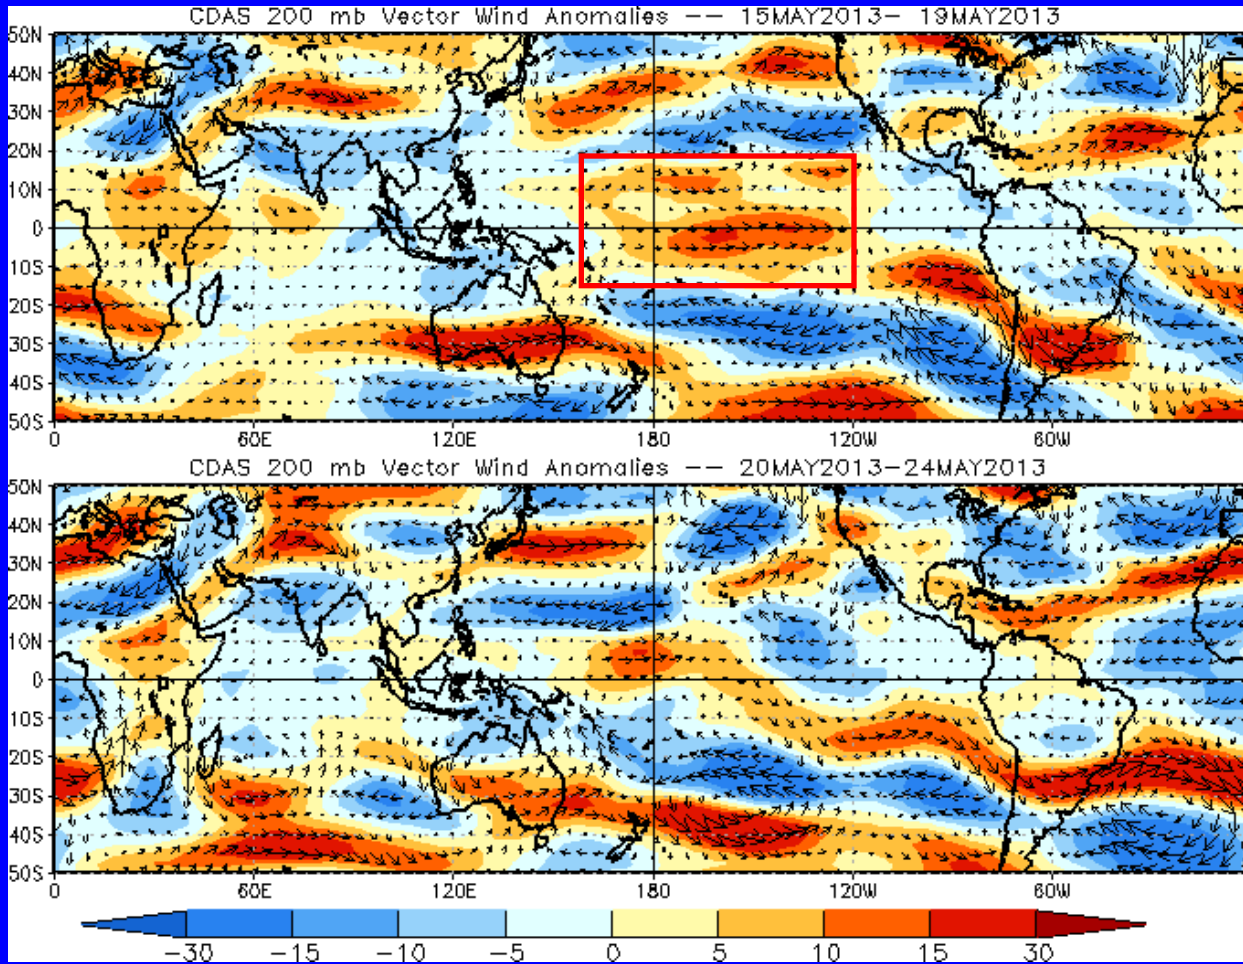 CDAS 200 mb Vector Wind Anomalies -- 15MAY2013- 19MAY2013
50N
40N
30N
20N
10N
0
10S
20S
30S
40S
50S
0 60E 120E 180 120W 60W
CDAS 200 mb Vector Wind Anomalies -- 20MAY2013-24MAY2013
50N
40N
30N
20N
10N
0
10S
20S
30S
40S
50S
0 60E 120E 180 120W 60W
-30 -15 -10 -5 0 5 10 15 30